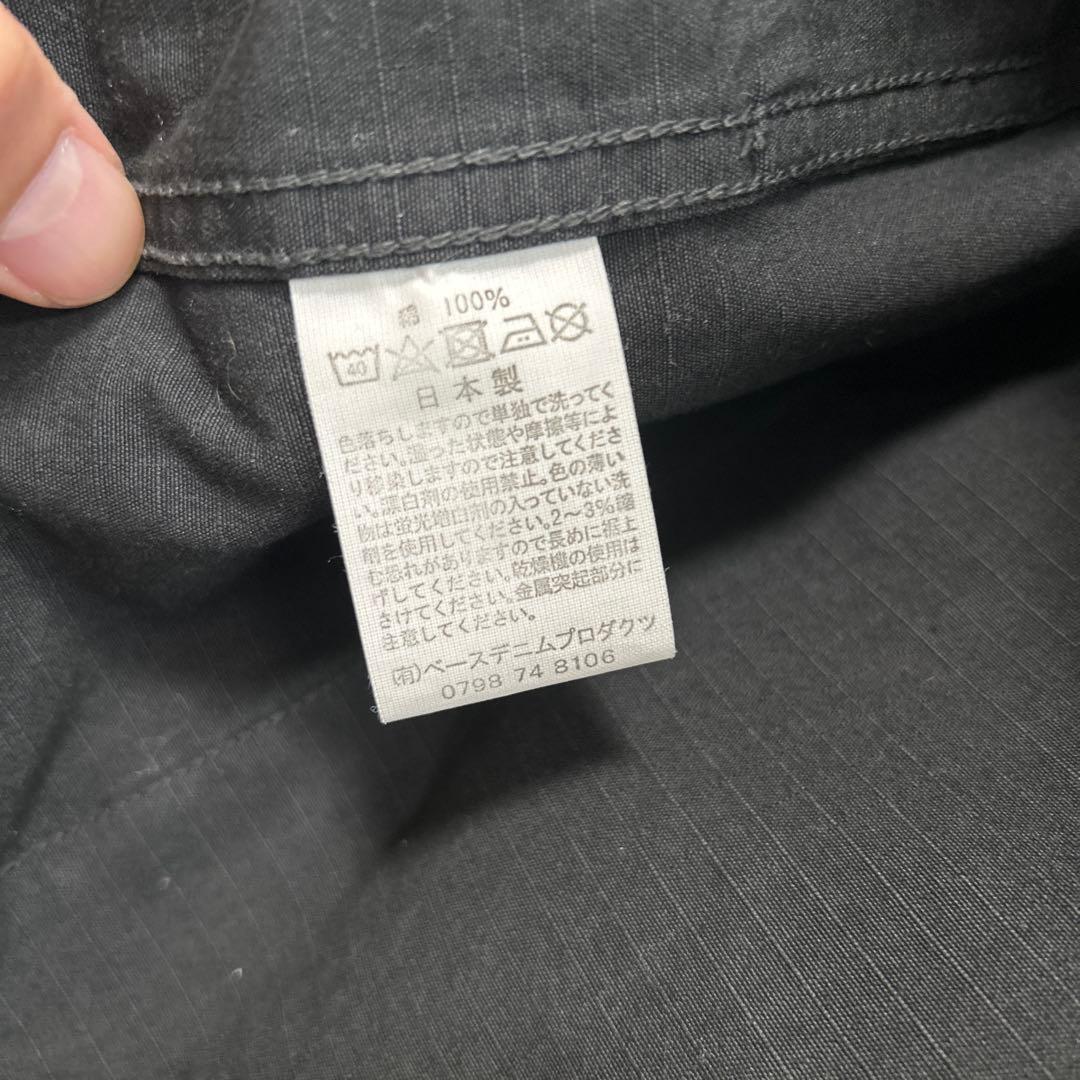 綿 100%
40
日本製
色落ちしますので単独で洗ってく
ださい。湿った状態や摩擦等によ
り移染しますので注意してくださ
い。漂白剤の使用禁止。色の薄い
物は蛍光増白剤の入っていない洗
剤を使用してください。2～3%縮
む恐れがありますので長めに裾上
げしてください。乾燥機の使用は
さけてください。金属突起部分に
注意してください。
(有)ベースデニムプロダクツ
0798 74 8106